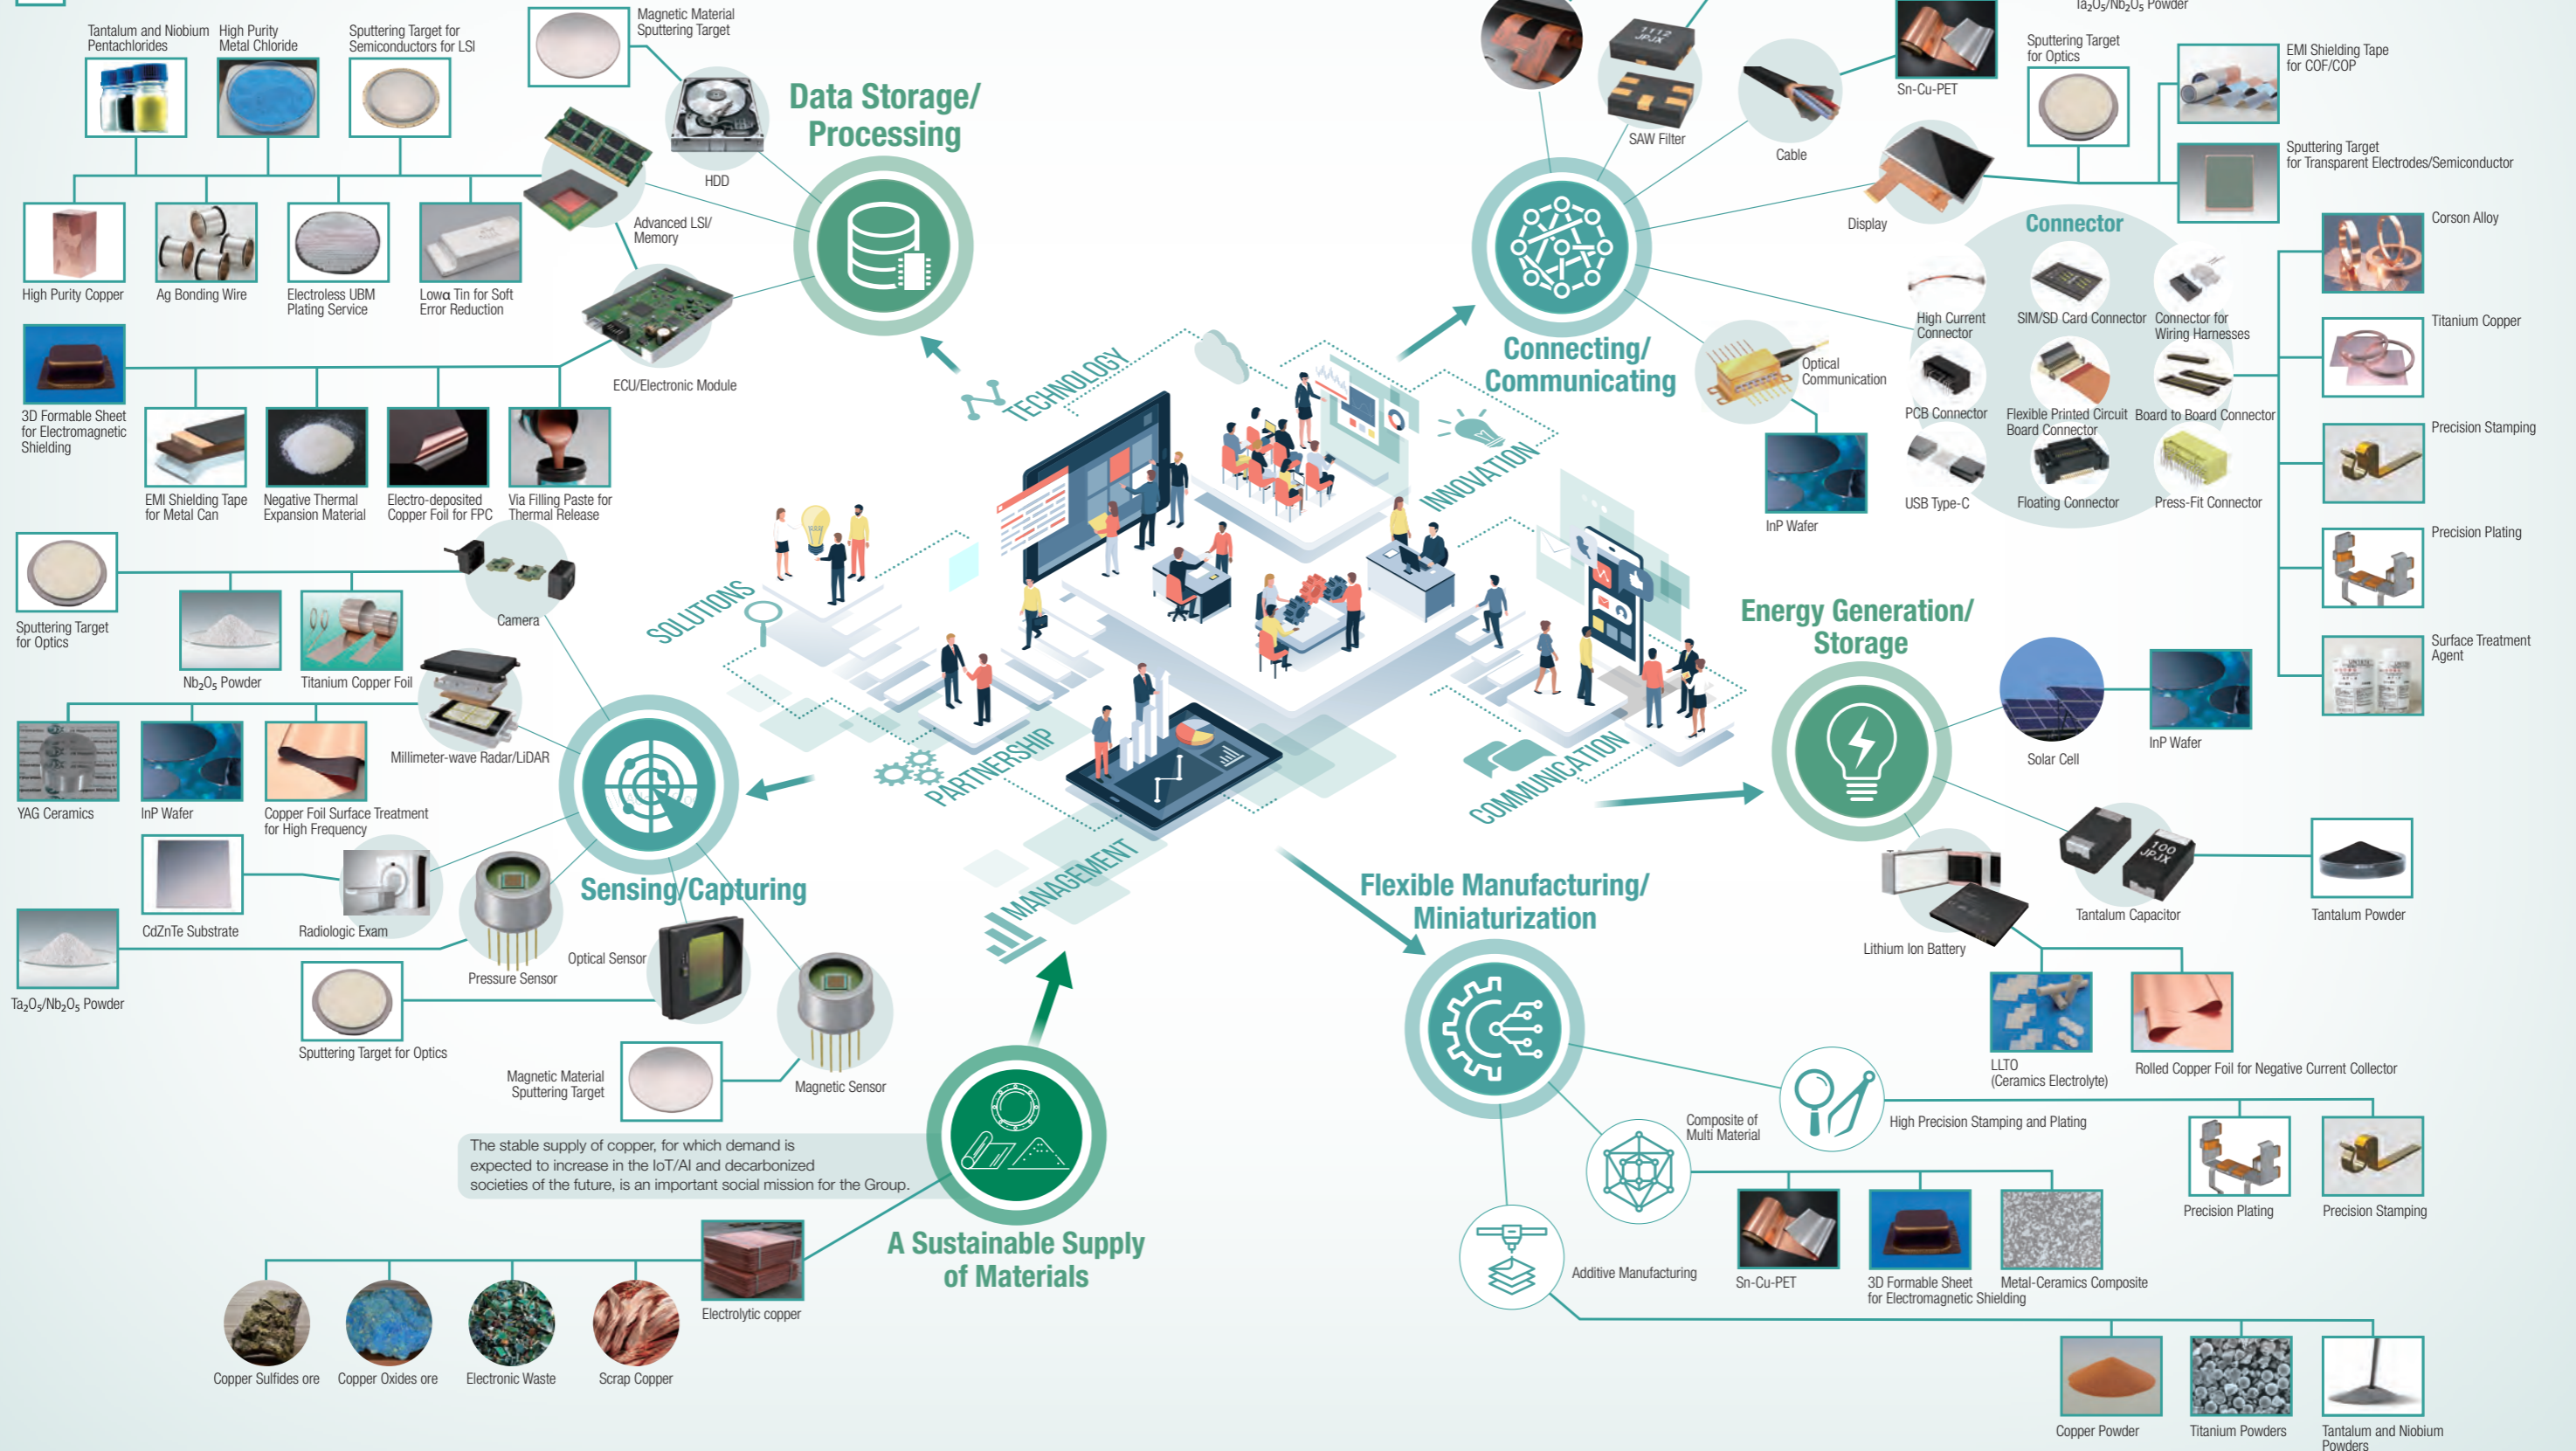 Tantalum and Niobium
Pentachlorides
High Purity
Metal Chloride
Sputtering Target for
Semiconductors for LSI
Magnetic Material
Sputtering Target
HDD
Data Storage/
Processing
Advanced LSI/
Memory
High Purity Copper
Ag Bonding Wire
Electroless UBM
Plating Service
Lowα Tin for Soft
Error Reduction
ECU/Electronic Module
3D Formable Sheet
for Electromagnetic
Shielding
EMI Shielding Tape
for Metal Can
Negative Thermal
Expansion Material
Electro-deposited
Copper Foil for FPC
Via Filling Paste for
Thermal Release
Sputtering Target
for Optics
Nb₂O₅ Powder
Titanium Copper Foil
Camera
YAG Ceramics
InP Wafer
Copper Foil Surface Treatment
for High Frequency
Millimeter-wave Radar/LiDAR
Sensing/Capturing
CdZnTe Substrate
Radiologic Exam
Ta₂O₅/Nb₂O₅ Powder
Pressure Sensor
Optical Sensor
Sputtering Target for Optics
Magnetic Material
Sputtering Target
Magnetic Sensor
The stable supply of copper, for which demand is
expected to increase in the IoT/AI and decarbonized
societies of the future, is an important social mission for the Group.
A Sustainable Supply
of Materials
Electrolytic copper
Copper Sulfides ore
Copper Oxides ore
Electronic Waste
Scrap Copper
TECHNOLOGY
INNOVATION
SOLUTIONS
PARTNERSHIP
COMMUNICATION
MANAGEMENT
1112
JPJX
SAW Filter
Cable
Sn-Cu-PET
Ta₂O₅/Nb₂O₅ Powder
Sputtering Target
for Optics
EMI Shielding Tape
for COF/COP
Sputtering Target
for Transparent Electrodes/Semiconductor
Display
Connecting/
Communicating
Optical
Communication
InP Wafer
Connector
High Current
Connector
SIM/SD Card Connector
Connector for
Wiring Harnesses
PCB Connector
Flexible Printed Circuit
Board Connector
Board to Board Connector
USB Type-C
Floating Connector
Press-Fit Connector
Corson Alloy
Titanium Copper
Precision Stamping
Precision Plating
Surface Treatment
Agent
Energy Generation/
Storage
Solar Cell
InP Wafer
100
JPJX
Tantalum Capacitor
Tantalum Powder
Lithium Ion Battery
LLTO
(Ceramics Electrolyte)
Rolled Copper Foil for Negative Current Collector
Flexible Manufacturing/
Miniaturization
High Precision Stamping and Plating
Precision Plating
Precision Stamping
Composite of
Multi Material
Sn-Cu-PET
3D Formable Sheet
for Electromagnetic Shielding
Metal-Ceramics Composite
Additive Manufacturing
Copper Powder
Titanium Powders
Tantalum and Niobium
Powders